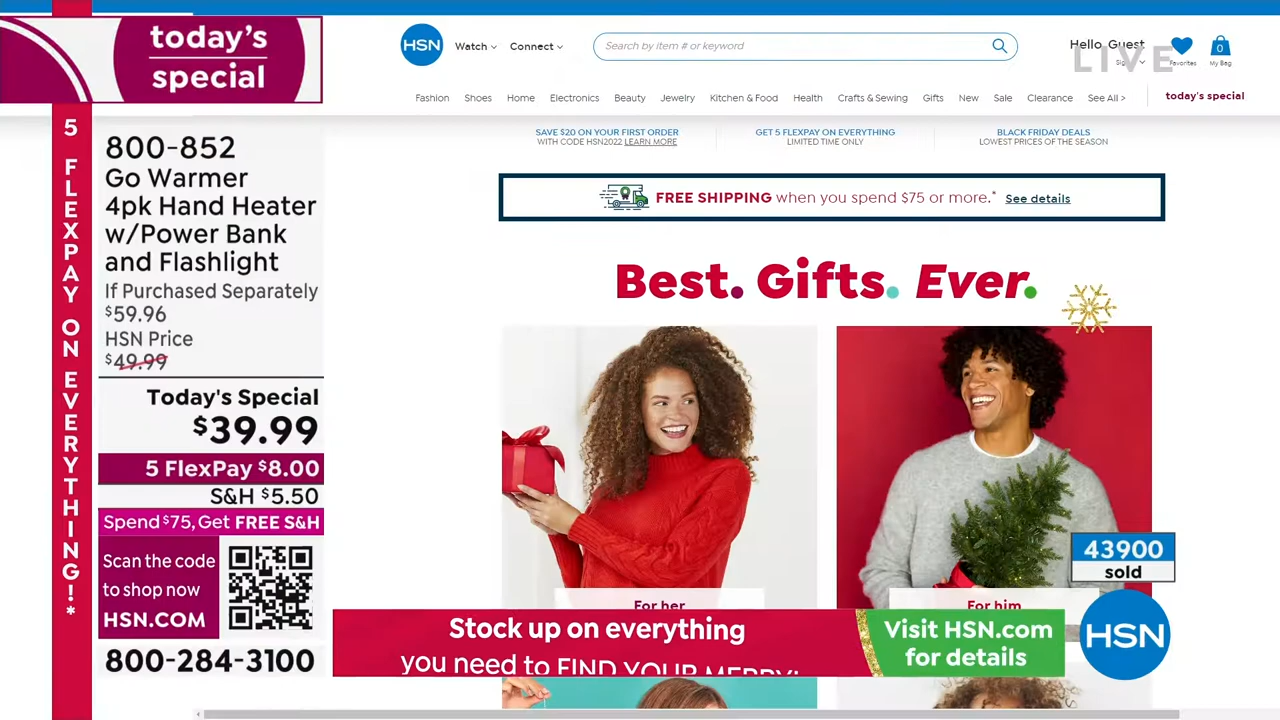 today's
special
5 FLEXPAY ON EVERYTHING!*
800-852
Go Warmer
4pk Hand Heater
w/Power Bank
and Flashlight
If Purchased Separately
$59.96
HSN Price
$49.99
Today's Special
$39.99
5 FlexPay $8.00
S&H $5.50
Spend $75, Get FREE S&H
Scan the code
to shop now
HSN.COM
800-284-3100
HSN
Watch
Connect
Search by item # or keyword
Hello, Guest
LIVE
Favorites
0
My Bag
Fashion Shoes Home Electronics Beauty Jewelry Kitchen & Food Health Crafts & Sewing Gifts New Sale Clearance See All >
today's special
SAVE $20 ON YOUR FIRST ORDER
WITH CODE HSN2022 LEARN MORE
GET 5 FLEXPAY ON EVERYTHING
LIMITED TIME ONLY
BLACK FRIDAY DEALS
LOWEST PRICES OF THE SEASON
FREE SHIPPING when you spend $75 or more.* See details
Best. Gifts. Ever.
For her
For him
43900
sold
Stock up on everything
you need to FIND YOUR MERRY!
Visit HSN.com
for details
HSN